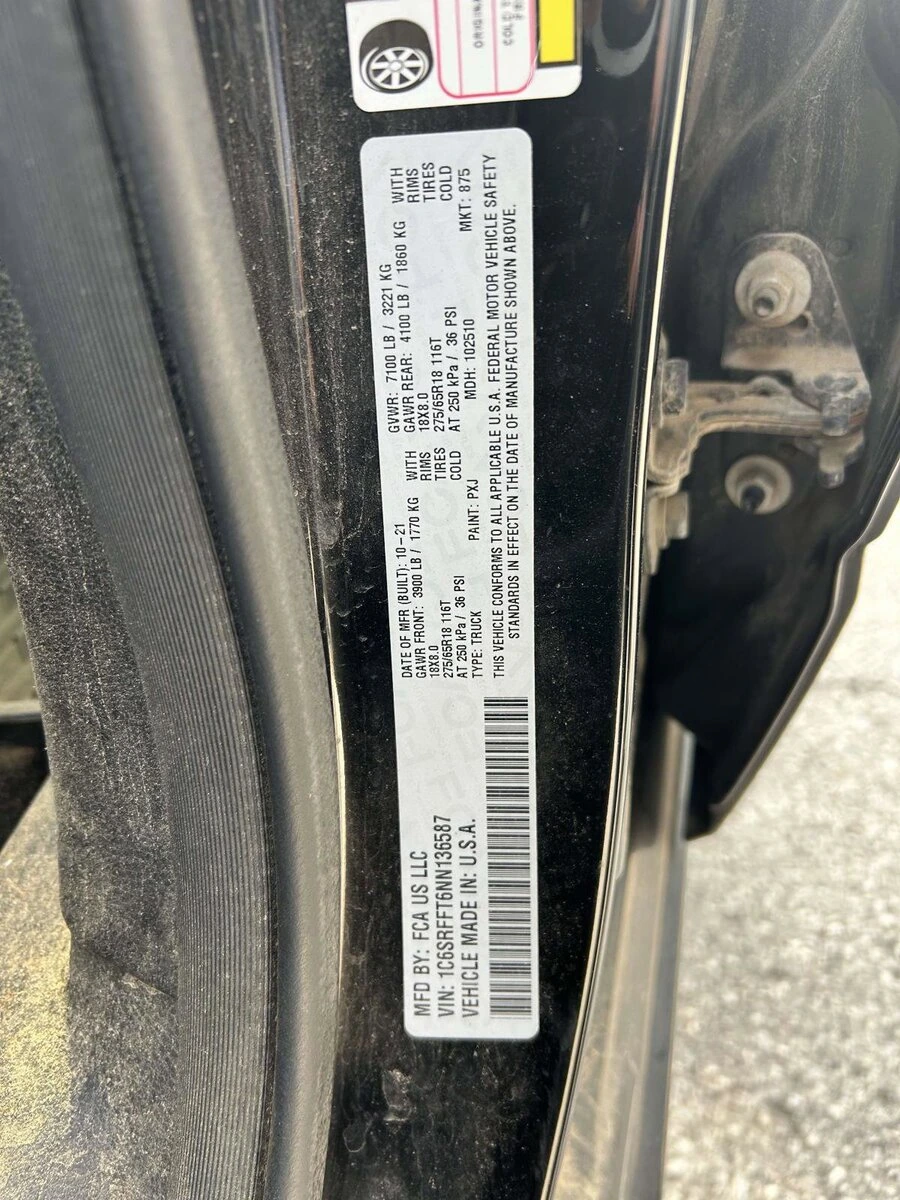 ORIGINA
COLD
MFD BY: FCA US LLC
VIN: 1C6SRFFT6NN136587
VEHICLE MADE IN: U.S.A.
DATE OF MFR (BUILT): 10-21 GVWR: 7100 LB / 3221 KG
GAWR FRONT: 3900 LB / 1770 KG WITH GAWR REAR: 4100 LB / 1860 KG WITH
18X8.0 RIMS 18X8.0 RIMS
275/65R18 116T TIRES 275/65R18 116T TIRES
AT 250 kPa / 36 PSI COLD AT 250 kPa / 36 PSI COLD
TYPE: TRUCK PAINT: PXJ MDH: 102510 MKT: 875
THIS VEHICLE CONFORMS TO ALL APPLICABLE U.S.A. FEDERAL MOTOR VEHICLE SAFETY
STANDARDS IN EFFECT ON THE DATE OF MANUFACTURE SHOWN ABOVE.